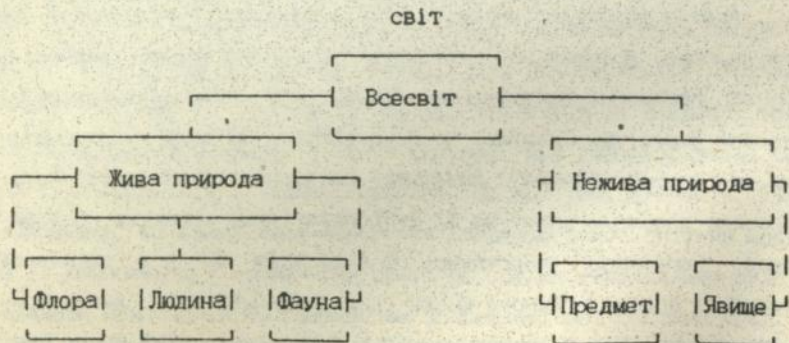 світ
Всесвіт
Жива природа Нежива природа
Флора Людина Фауна Предмет Явище